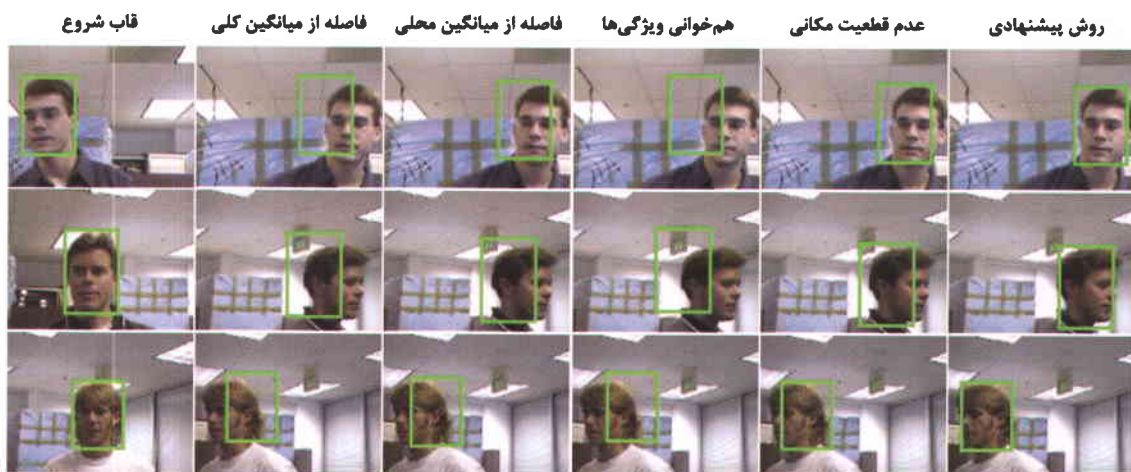 روش پیشنهادی
عدم قطعیت مکانی
هم‌خوانی ویژگی‌ها
فاصله از میانگین محلی
فاصله از میانگین کلی
قاب شروع